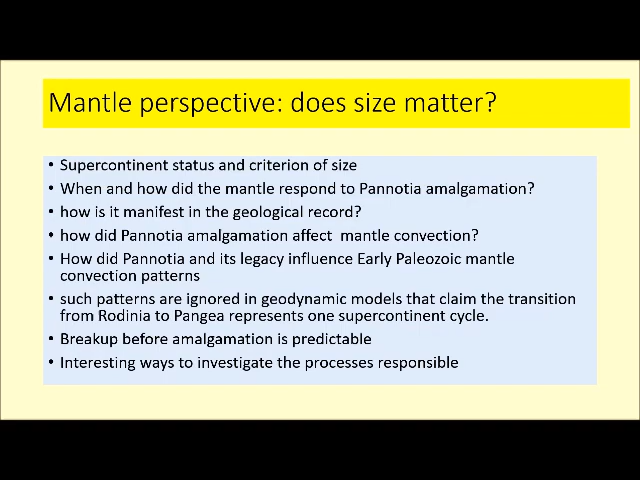 Mantle perspective: does size matter?
• Supercontinent status and criterion of size
• When and how did the mantle respond to Pannotia amalgamation?
• how is it manifest in the geological record?
• how did Pannotia amalgamation affect mantle convection?
• How did Pannotia and its legacy influence Early Paleozoic mantle
convection patterns
• such patterns are ignored in geodynamic models that claim the transition
from Rodinia to Pangea represents one supercontinent cycle.
• Breakup before amalgamation is predictable
• Interesting ways to investigate the processes responsible